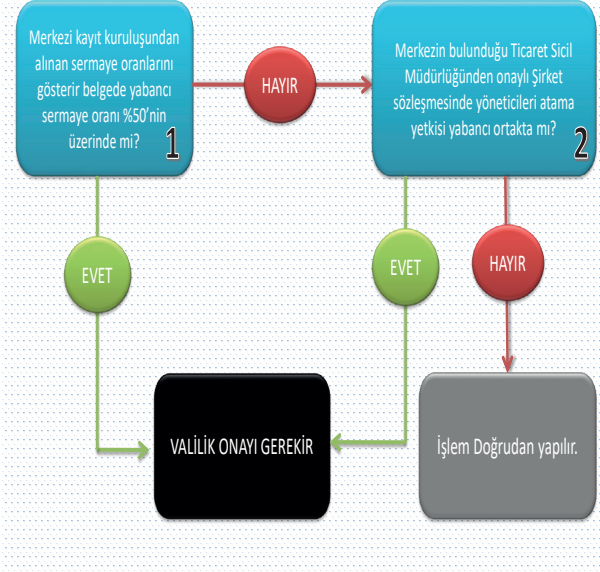 Merkezi kayıt kuruluşundan
alınan sermaye oranlarını
gösterir belgede yabancı
sermaye oranı %50'nin
üzerinde mi?
1
HAYIR
Merkezin bulunduğu Ticaret Sicil
Müdürlüğünden onaylı Şirket
sözleşmesinde yöneticileri atama
yetkisi yabancı ortakta mı?
2
EVET
EVET
HAYIR
VALİLİK ONAYI GEREKİR
İşlem Doğrudan yapılır.